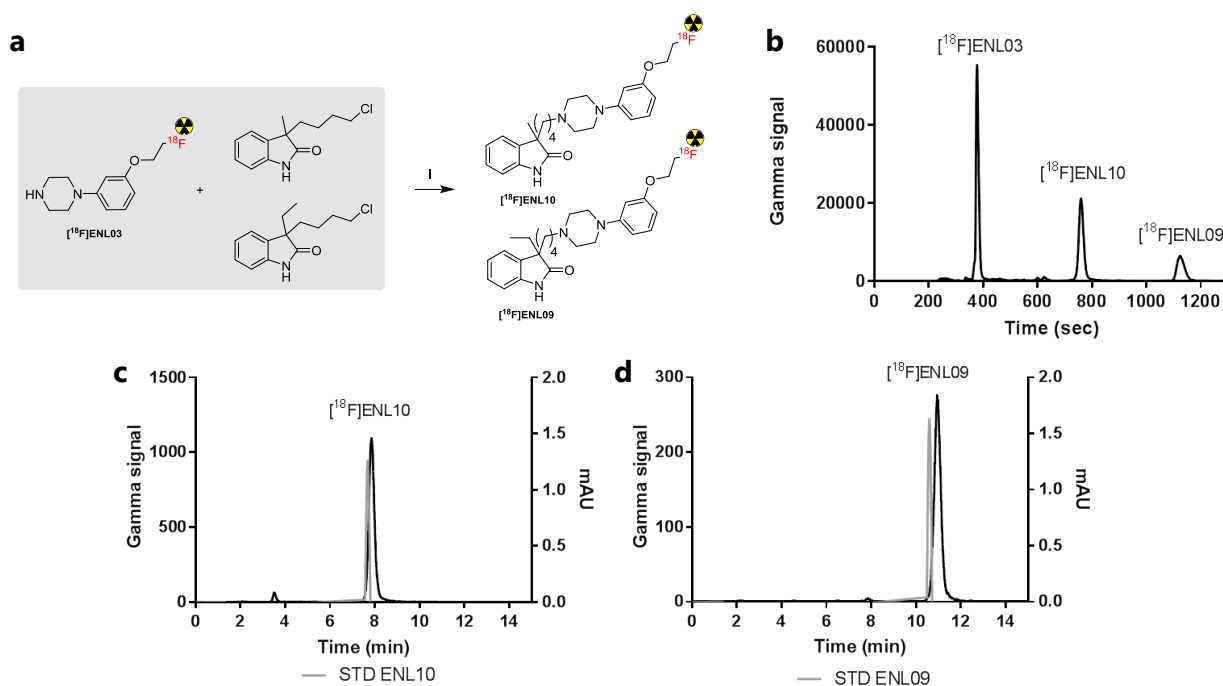 a
Cl
O
N
H
18F
O
HN
N
[18F]ENL03
+
Cl
O
N
H
I
18F
O
N
N
4
O
N
H
[18F]ENL10
18F
O
N
N
4
O
N
H
[18F]ENL09
b
60000
40000
20000
0
Gamma signal
[18F]ENL03
[18F]ENL10
[18F]ENL09
0 200 400 600 800 1000 1200
Time (sec)
c
1500
1000
500
0
Gamma signal
[18F]ENL10
2.0
1.5
1.0
0.5
0.0
mAU
0 2 4 6 8 10 12 14
Time (min)
STD ENL10
d
300
200
100
0
Gamma signal
[18F]ENL09
2.0
1.5
1.0
0.5
0.0
mAU
0 2 4 6 8 10 12 14
Time (min)
STD ENL09